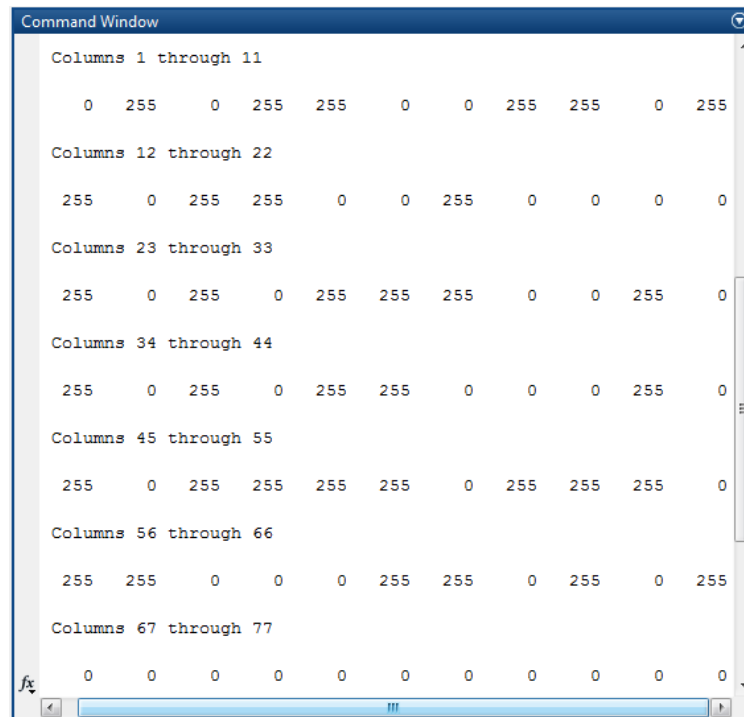 Command Window
Columns 1 through 11
0 255 0 255 255 0 0 255 255 0 255
Columns 12 through 22
255 0 255 255 0 0 255 0 0 0 0
Columns 23 through 33
255 0 255 0 255 255 255 0 0 255 0
Columns 34 through 44
255 0 255 0 255 255 0 0 0 255 0
Columns 45 through 55
255 0 255 255 255 255 0 255 255 255 0
Columns 56 through 66
255 255 0 0 0 255 255 0 255 0 255
Columns 67 through 77
fx 0 0 0 0 0 0 0 0 0 0 0